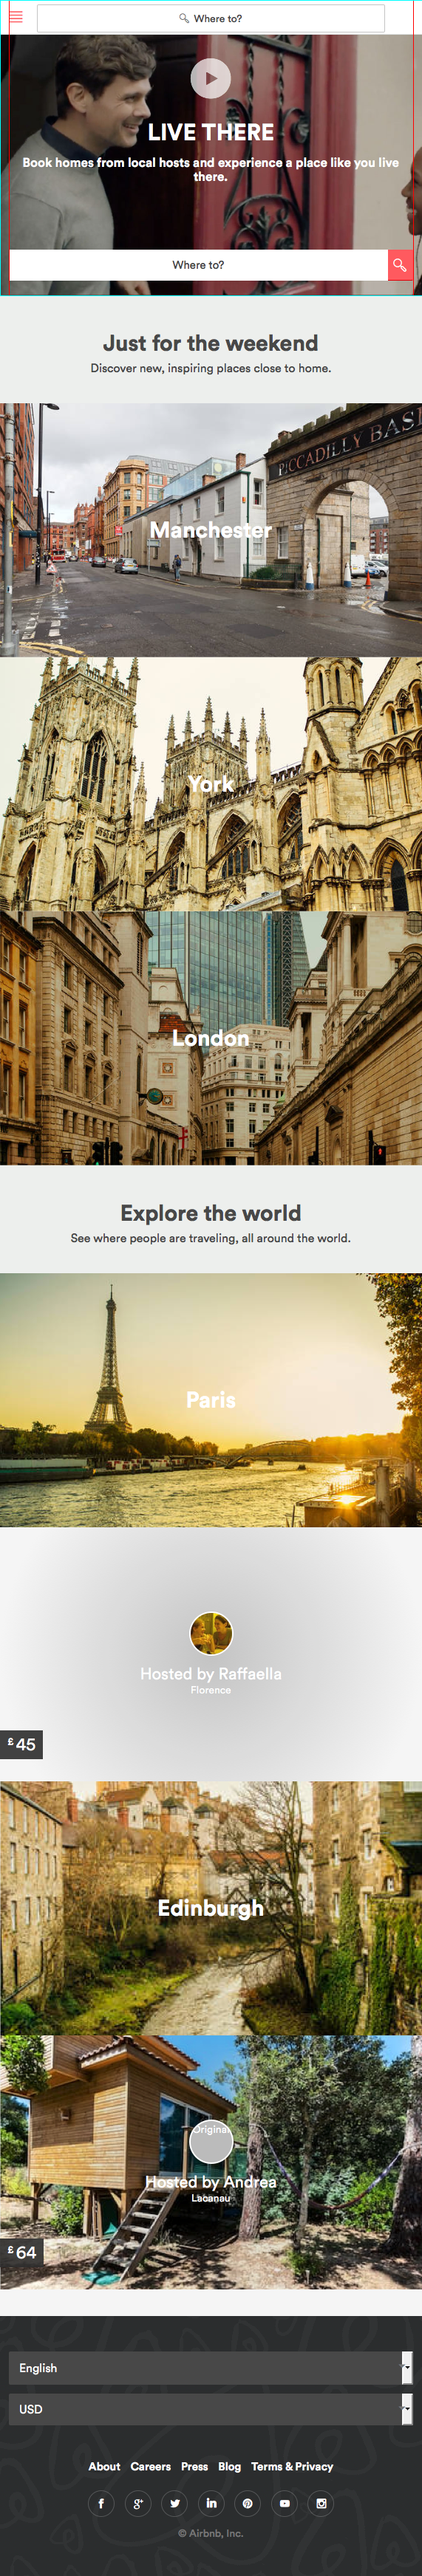 Where to?
LIVE THERE
Book homes from local hosts and experience a place like you live
there.
Where to?
Just for the weekend
Discover new, inspiring places close to home.
PICCADILLY BASI
Manchester
York
London
Explore the world
See where people are traveling, all around the world.
Paris
Hosted by Raffaella
Florence
£45
Edinburgh
Original
Hosted by Andrea
Lacanau
£64
English
USD
About Careers Press Blog Terms & Privacy
© Airbnb, Inc.